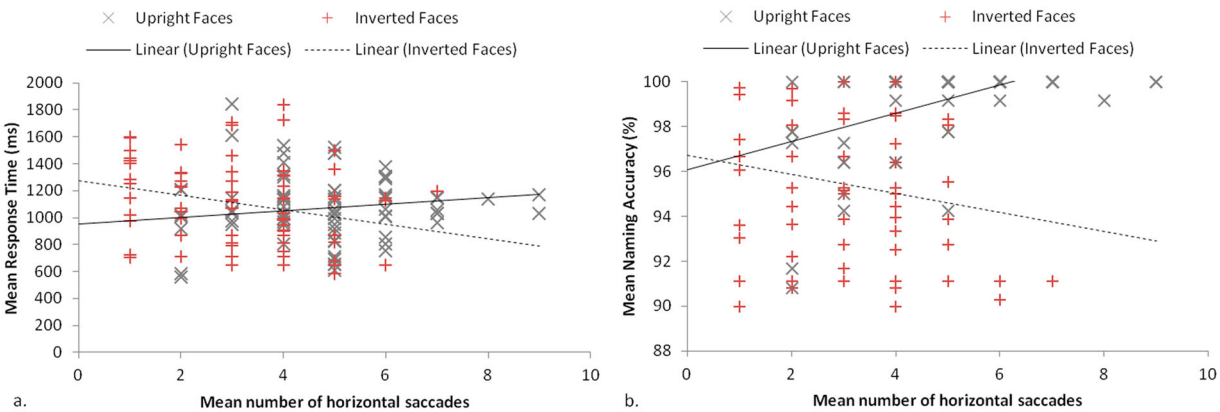 Upright Faces Inverted Faces
Linear (Upright Faces) Linear (Inverted Faces)
2000
1800
1600
1400
1200
1000
800
600
400
200
0
Mean Response Time (ms)
0 2 4 6 8 10
Mean number of horizontal saccades
a.
Upright Faces Inverted Faces
Linear (Upright Faces) Linear (Inverted Faces)
100
98
96
94
92
90
88
Mean Naming Accuracy (%)
0 2 4 6 8 10
Mean number of horizontal saccades
b.